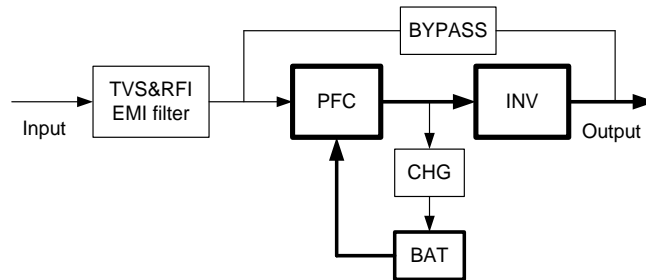 BYPASS
TVS&RFI
EMI filter
PFC
INV
Input
Output
CHG
BAT